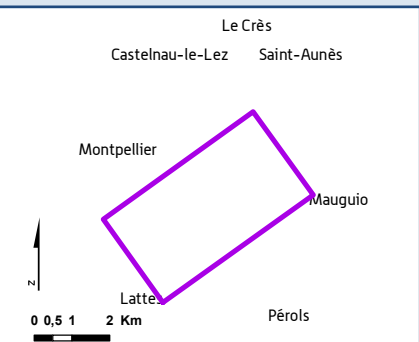 Le Crès
Castelnau-le-Lez Saint-Aunès
Montpellier
Mauguio
z
Lattes
Pérols
0 0,5 1 2 Km